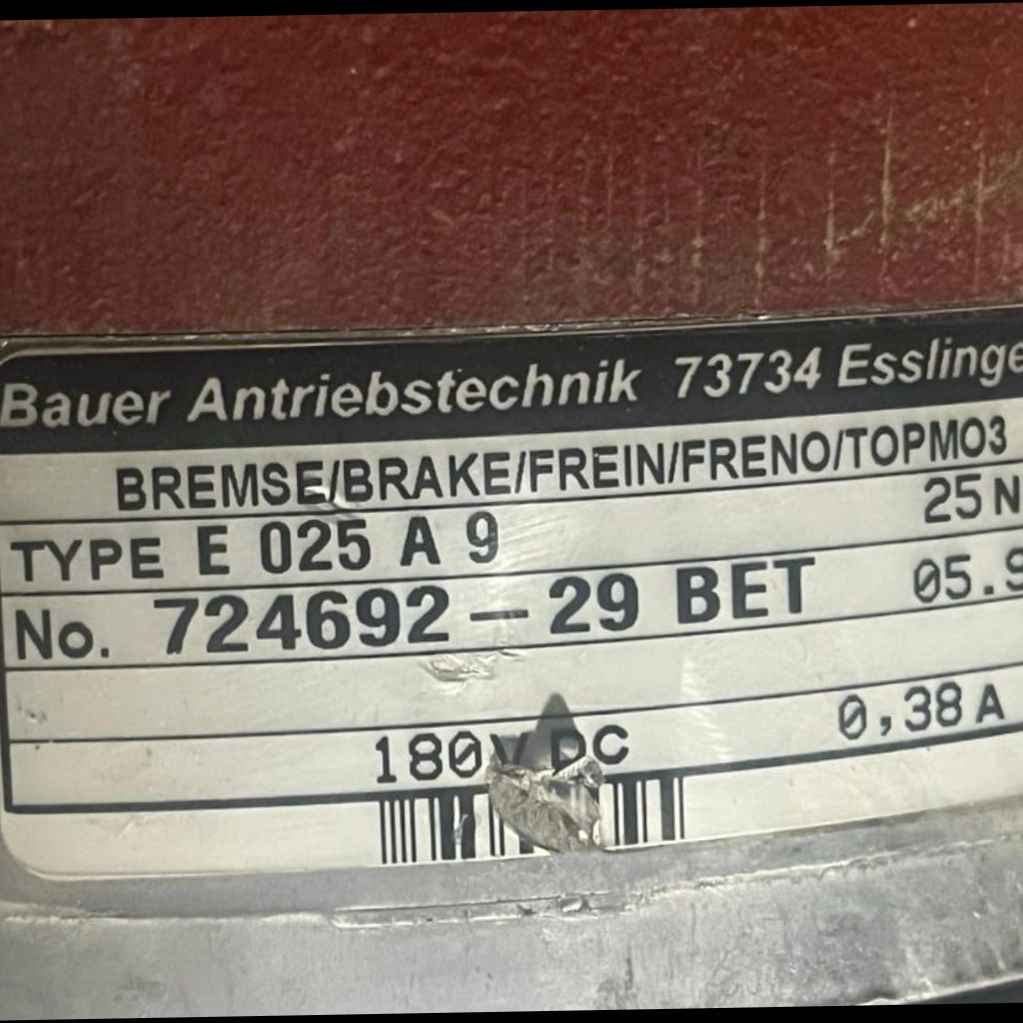 Bauer Antriebstechnik 73734 Esslinge
BREMSE/BRAKE/FREIN/FRENO/TOPMO3
TYPE E 025 A 9 25 N
No. 724692-29 BET 05.9
180V DC 0,38 A